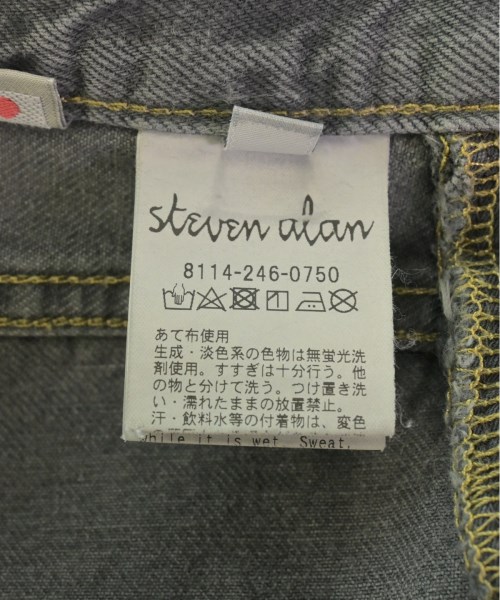 steven alan
8114-246-0750
あて布使用
生成・淡色系の色物は無蛍光洗
剤使用。すすぎは十分行う。他
の物と分けて洗う。つけ置き洗
い・濡れたままの放置禁止。
汗・飲料水等の付着物は、変色
while it is wet. Sweat,